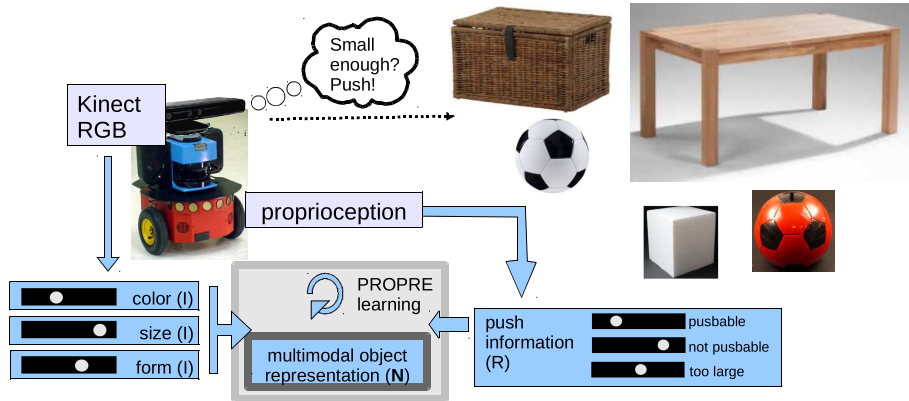 Small
enough?
Push!
Kinect
RGB
proprioception
color (I)
size (I)
form (I)
PROPRE
learning
multimodal object
representation (N)
push
information
(R)
pusbable
not pusbable
too large